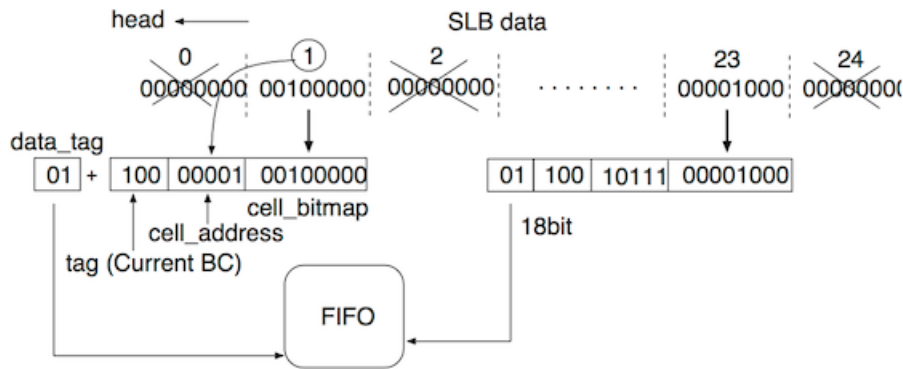 head SLB data
0 1 2 23 24
00000000 00100000 00000000 ········ 00001000 00000000
data_tag
01 + 100 00001 00100000 01 100 10111 00001000
cell_bitmap
cell_address
18bit
tag (Current BC)
FIFO